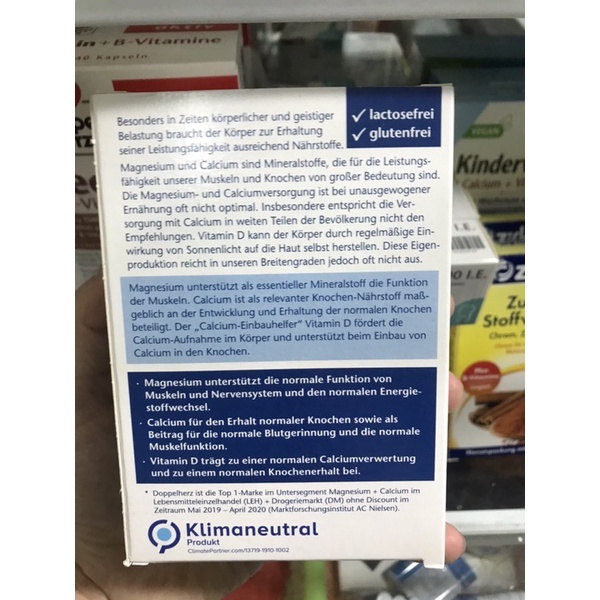 in + B-Vitamine
40 Kapseln
Besonders in Zeiten körperlicher und geistiger
Belastung braucht der Körper zur Erhaltung
seiner Leistungsfähigkeit ausreichend Nährstoffe.
✓ lactosefrei
✓ glutenfrei
Magnesium und Calcium sind Mineralstoffe, die für die Leistungs-
fähigkeit unserer Muskeln und Knochen von großer Bedeutung sind.
Die Magnesium- und Calciumversorgung ist bei unausgewogener
Ernährung oft nicht optimal. Insbesondere entspricht die Ver-
sorgung mit Calcium in weiten Teilen der Bevölkerung nicht den
Empfehlungen. Vitamin D kann der Körper durch regelmäßige Ein-
wirkung von Sonnenlicht auf die Haut selbst herstellen. Diese Eigen-
produktion reicht in unseren Breitengraden jedoch oft nicht aus.
Magnesium unterstützt als essentieller Mineralstoff die Funktion
der Muskeln. Calcium ist als relevanter Knochen-Nährstoff maß-
geblich an der Entwicklung und Erhaltung der normalen Knochen
beteiligt. Der „Calcium-Einbauhelfer" Vitamin D fördert die
Calcium-Aufnahme im Körper und unterstützt beim Einbau von
Calcium in den Knochen.
· Magnesium unterstützt die normale Funktion von
Muskeln und Nervensystem und den normalen Energie-
stoffwechsel.
· Calcium für den Erhalt normaler Knochen sowie als
Beitrag für die normale Blutgerinnung und die normale
Muskelfunktion.
· Vitamin D trägt zu einer normalen Calciumverwertung
und zu einem normalen Knochenerhalt bei.
* Doppelherz ist die Top 1-Marke im Untersegment Magnesium + Calcium im
Lebensmitteleinzelhandel (LEH) + Drogeriemarkt (DM) ohne Discount im
Zeitraum Mai 2019 – April 2020 (Marktforschungsinstitut AC Nielsen).
Klimaneutral
Produkt
ClimatePartner.com/13719-1910-1002
VEGAN
Kinder
Calcium
I.E.
Zu
Stoff
Chrom,